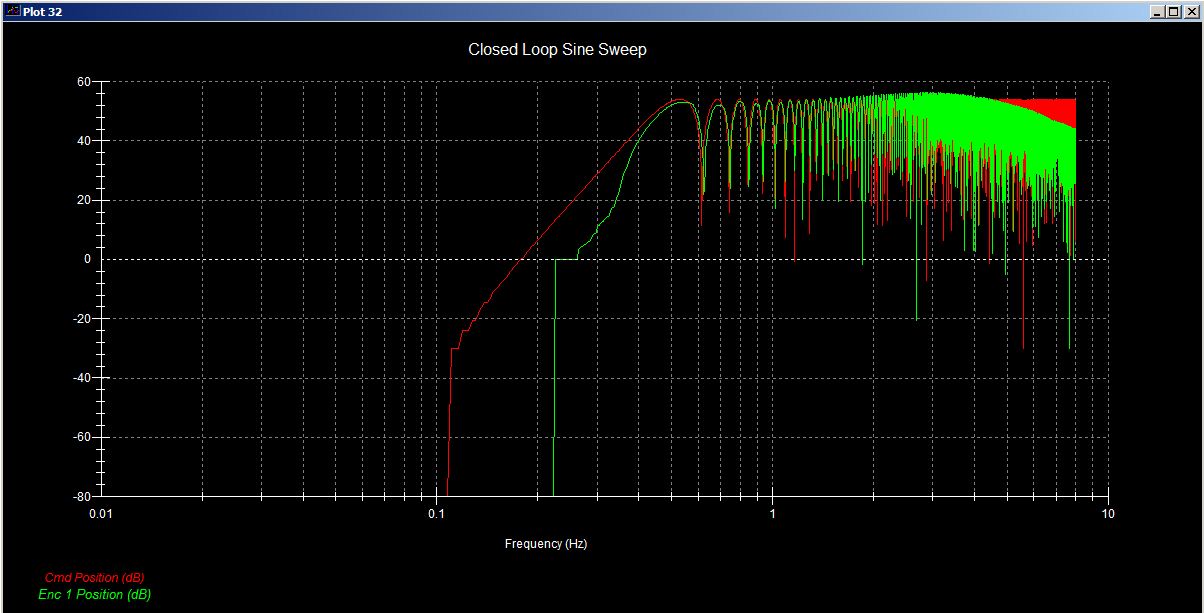 Plot 32
Closed Loop Sine Sweep
60
40
20
0
-20
-40
-60
-80
0.01 0.1 1 10
Frequency (Hz)
Cmd Position (dB)
Enc 1 Position (dB)